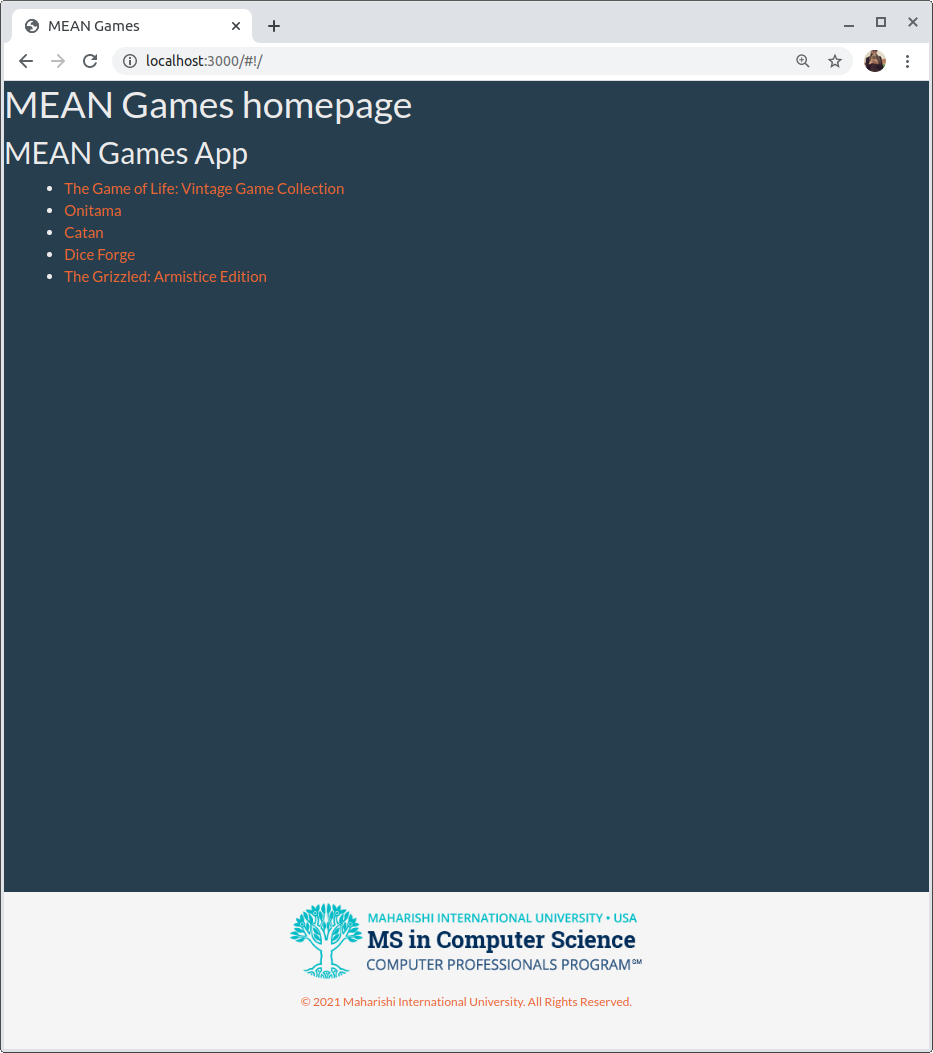 MEAN Games
localhost:3000/#!/
MEAN Games homepage
MEAN Games App
The Game of Life: Vintage Game Collection
Onitama
Catan
Dice Forge
The Grizzled: Armistice Edition
MAHARISHI INTERNATIONAL UNIVERSITY • USA
MS in Computer Science
COMPUTER PROFESSIONALS PROGRAM℠
© 2021 Maharishi International University. All Rights Reserved.